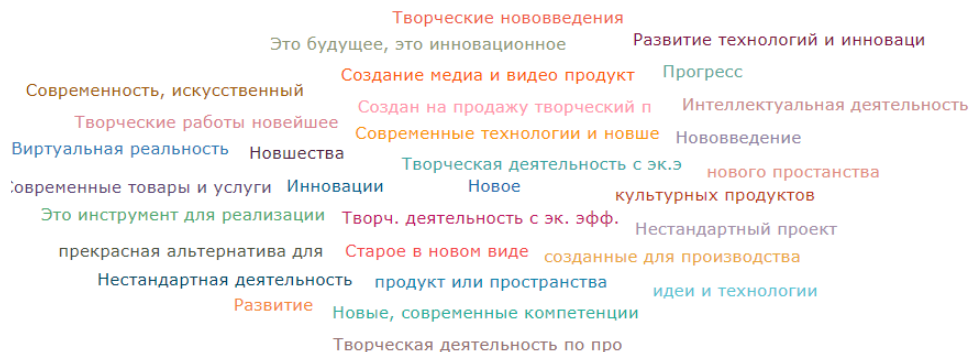 Творческие нововведения
Это будущее, это инновационное
Развитие технологий и инноваци
Создание медиа и видео продукт
Прогресс
Современность, искусственный
Создан на продажу творческий п
Интеллектуальная деятельность
Творческие работы новейшее
Современные технологии и новше
Нововведение
Виртуальная реальность
Новшества
Творческая деятельность с эк.э
нового простанства
Современные товары и услуги
Инновации
Новое
культурных продуктов
Это инструмент для реализации
Творч. деятельность с эк. эфф.
Нестандартный проект
прекрасная альтернатива для
Старое в новом виде
созданные для производства
Нестандартная деятельность
продукт или пространства
идеи и технологии
Развитие
Новые, современные компетенции
Творческая деятельность по про